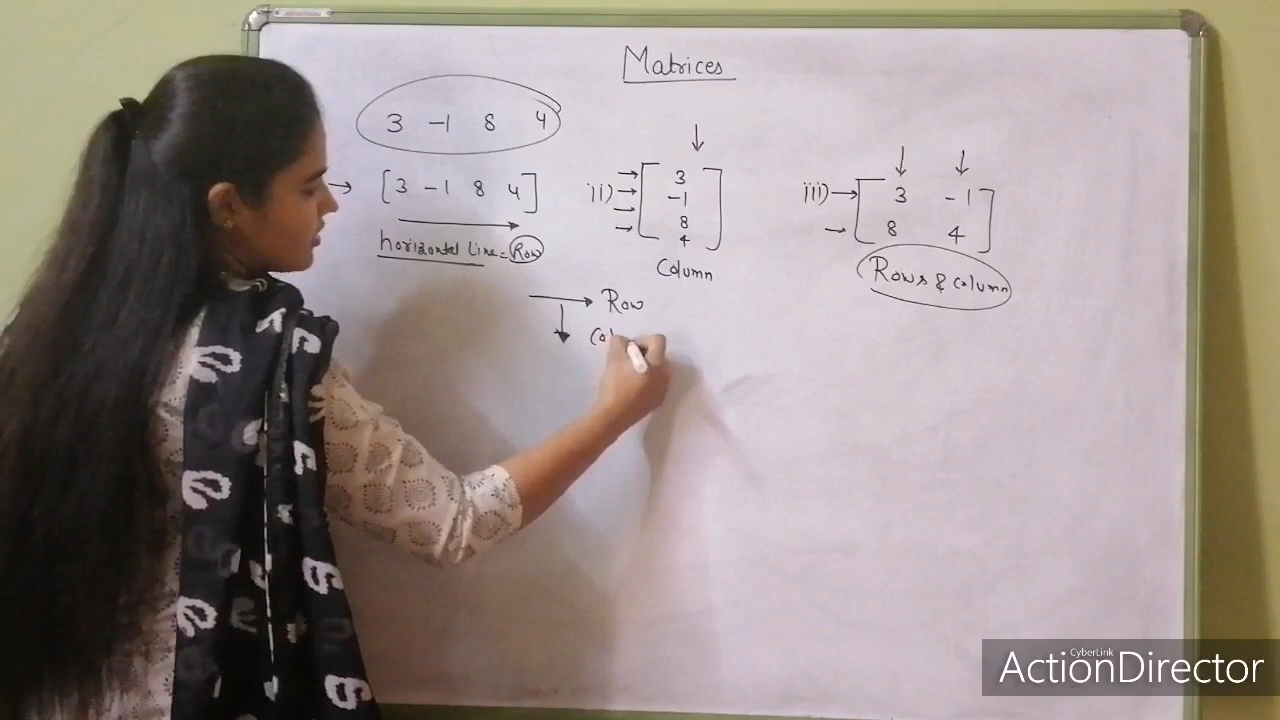 Matrices
3 -1 8 4
→ [3 -1 8 4]
horizontal line = Row
ii) 3
-1
8
4
Column
iii) → 3 -1
8 4
Rows & column
→ Row
Col
CyberLink
ActionDirector